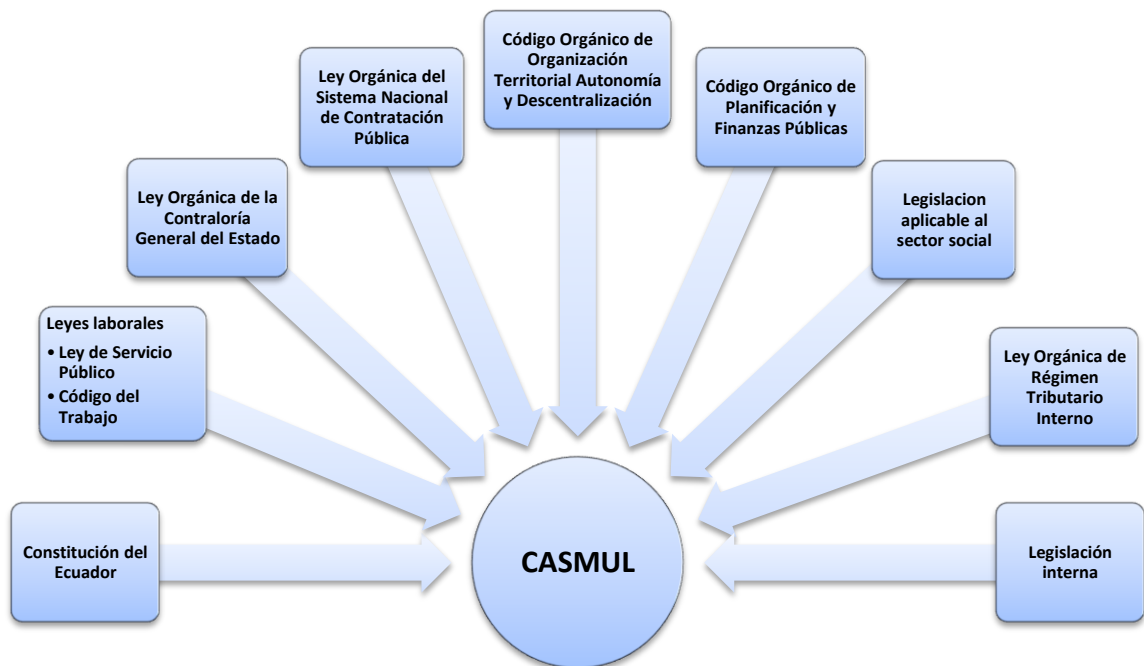 Constitución del
Ecuador
Leyes laborales
• Ley de Servicio
Público
• Código del
Trabajo
Ley Orgánica de la
Contraloría
General del Estado
Ley Orgánica del
Sistema Nacional
de Contratación
Pública
Código Orgánico de
Organización
Territorial Autonomía
y Descentralización
Código Orgánico de
Planificación y
Finanzas Públicas
Legislacion
aplicable al
sector social
Ley Orgánica de
Régimen
Tributario
Interno
Legislación
interna
CASMUL